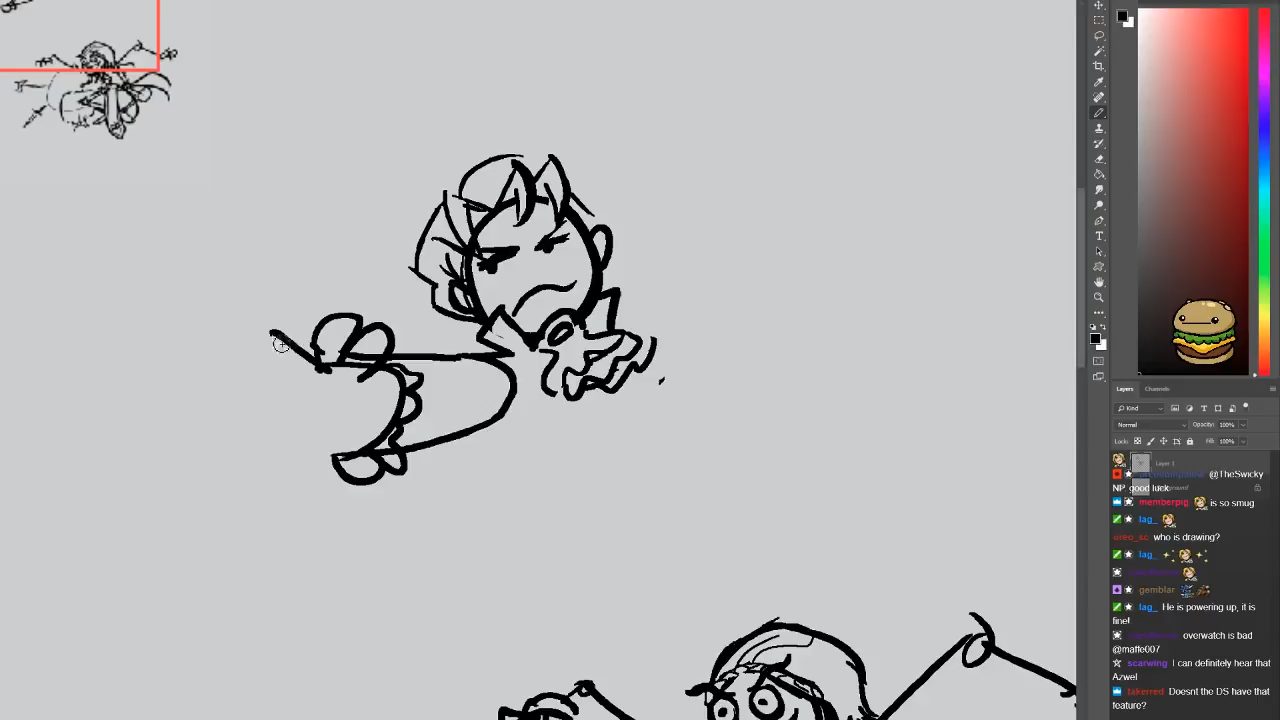 Layers
Channels
Kind
Normal
Opacity: 100%
Lock:
Fill: 100%
Layer 1
@TheSwicky
NP good luck
memberpig is so smug
lag_
ureo_sc who is drawing?
lag_
gemblar
lag_ He is powering up, it is
fine!
overwatch is bad
@maffe007
scarwing I can definitely hear that
Azwel
takerred Doesnt the DS have that
feature?